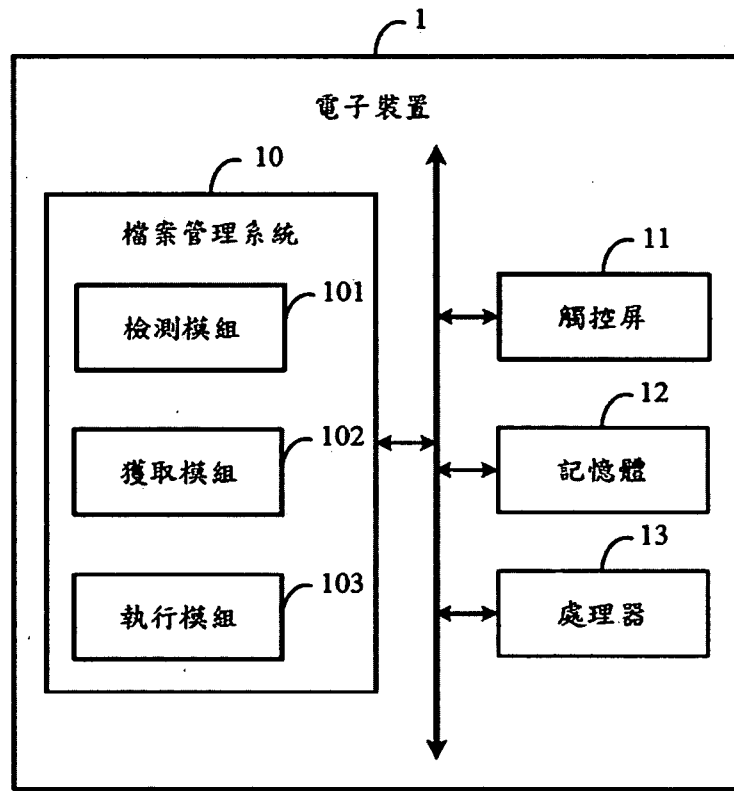 1
電子裝置
10
檔案管理系統
101
檢測模組
102
獲取模組
103
執行模組
11
觸控屏
12
記憶體
13
處理器